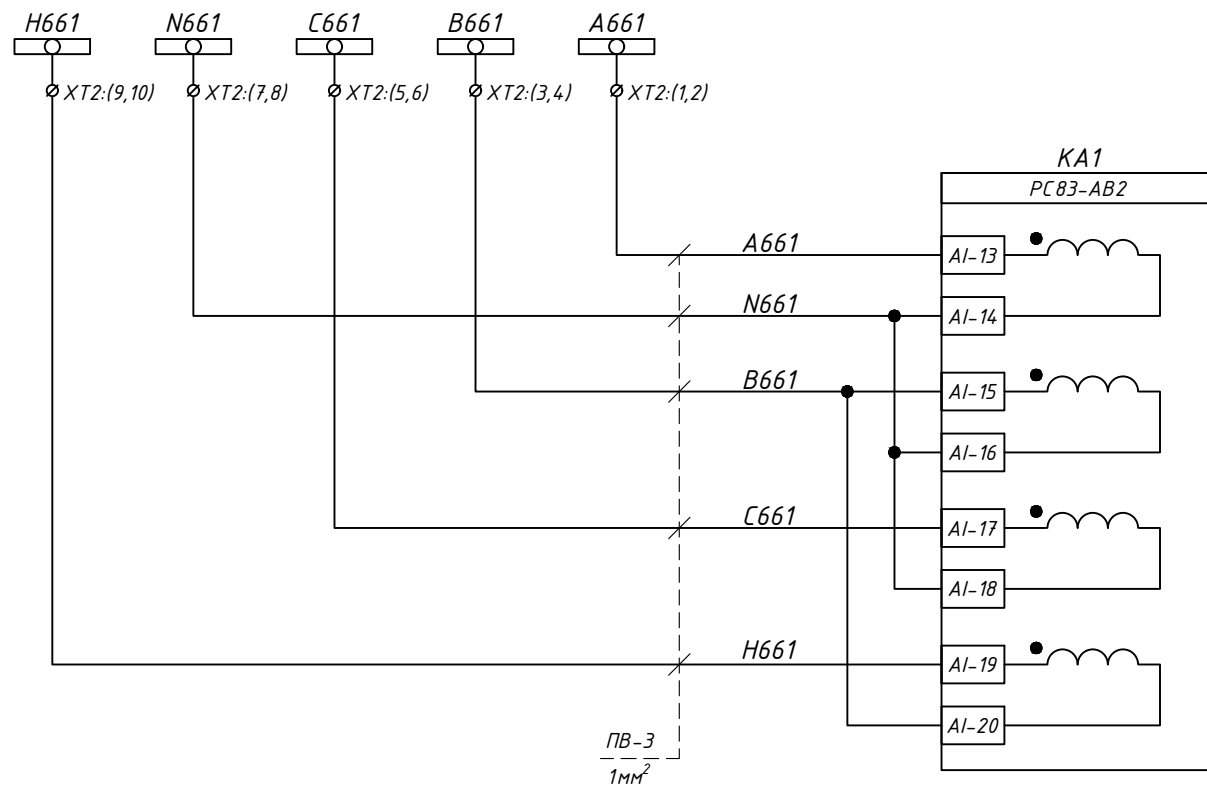 H661 N661 C661 B661 A661
XT2:(9,10) XT2:(7,8) XT2:(5,6) XT2:(3,4) XT2:(1,2)
KA1
РС83-АВ2
A661
AI-13
N661
AI-14
B661
AI-15
AI-16
C661
AI-17
AI-18
H661
AI-19
AI-20
ПВ-3
1мм²